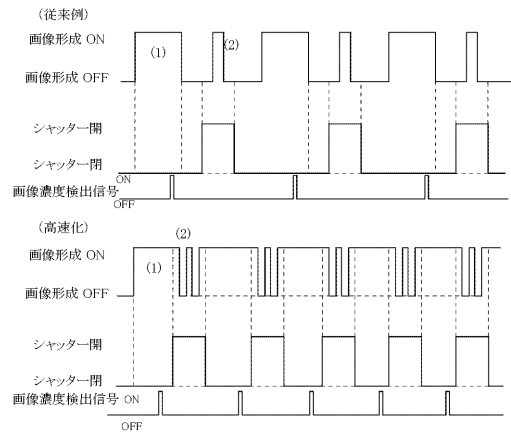 (従来例)
画像形成 ON
(1)
(2)
画像形成 OFF
シャッター開
シャッター閉
ON
画像濃度検出信号
OFF
(高速化)
(2)
画像形成 ON
(1)
画像形成 OFF
シャッター開
シャッター閉
画像濃度検出信号 ON
OFF